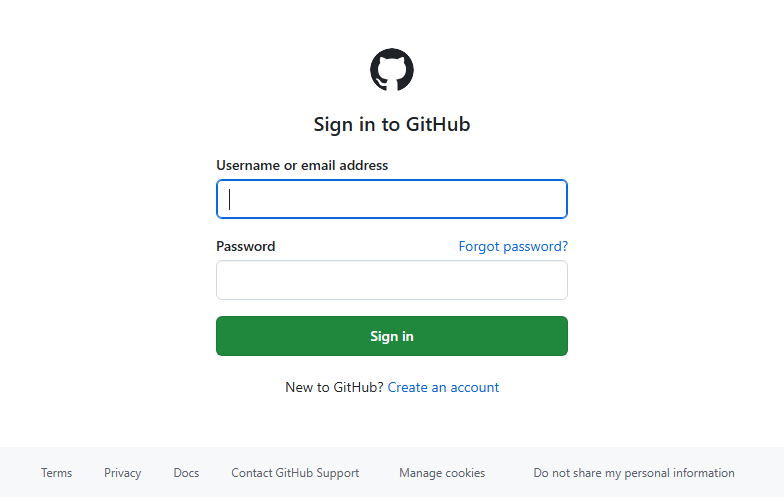 Sign in to GitHub
Username or email address
Password Forgot password?
Sign in
New to GitHub? Create an account
Terms Privacy Docs Contact GitHub Support Manage cookies Do not share my personal information